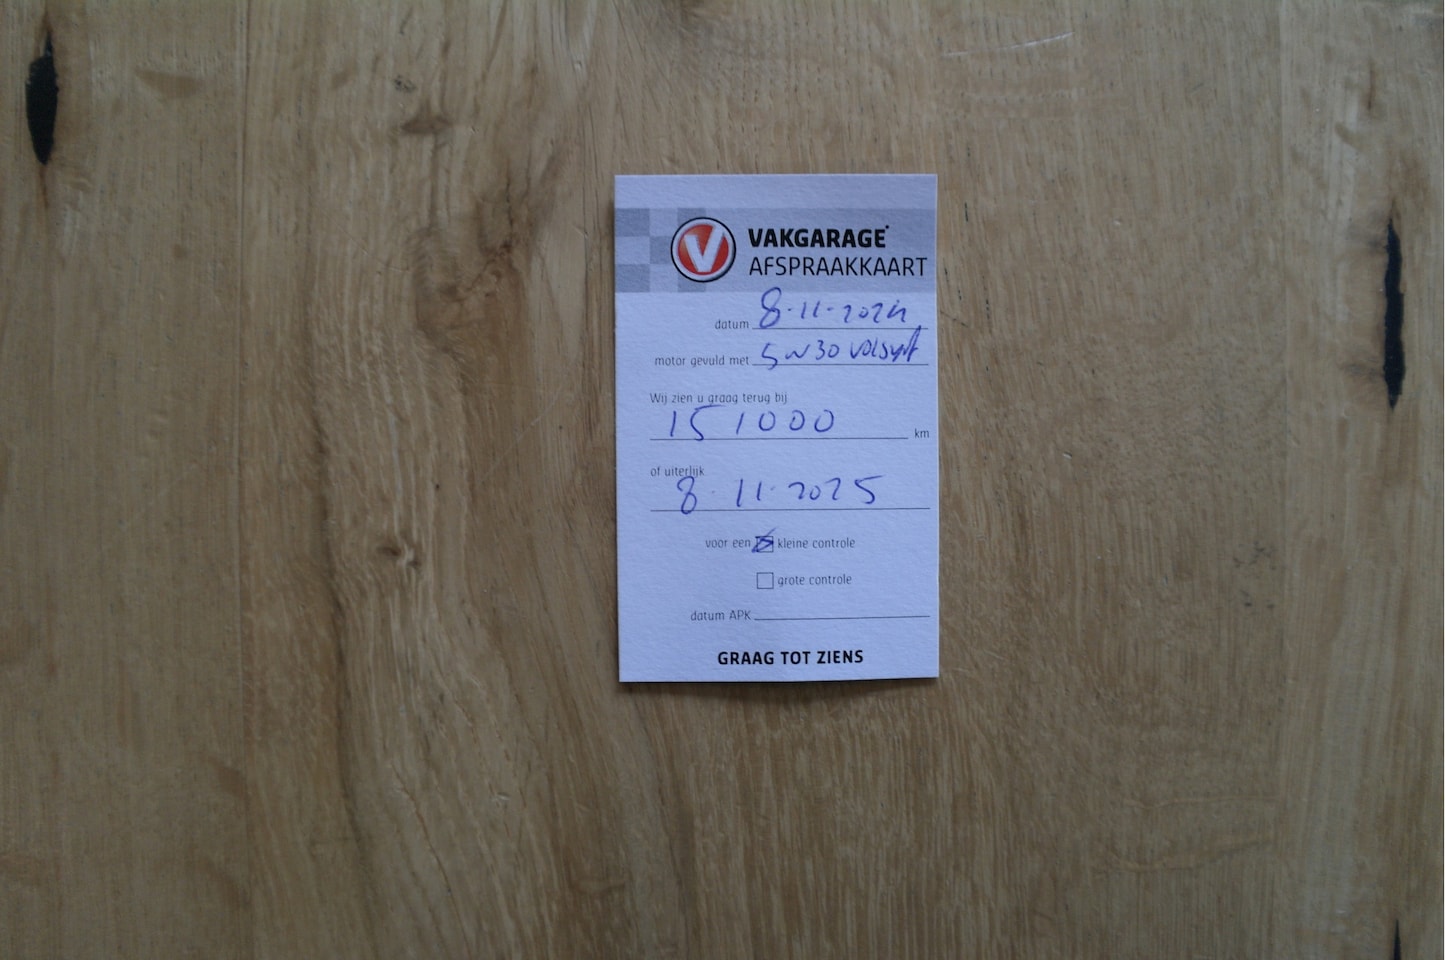 V VAKGARAGE
AFSPRAAKKAART
datum 8-11-2024
motor gevuld met 5w30 volsynt
Wij zien u graag terug bij
151000 km
of uiterlijk
8-11-2025
voor een kleine controle
grote controle
datum APK
GRAAG TOT ZIENS